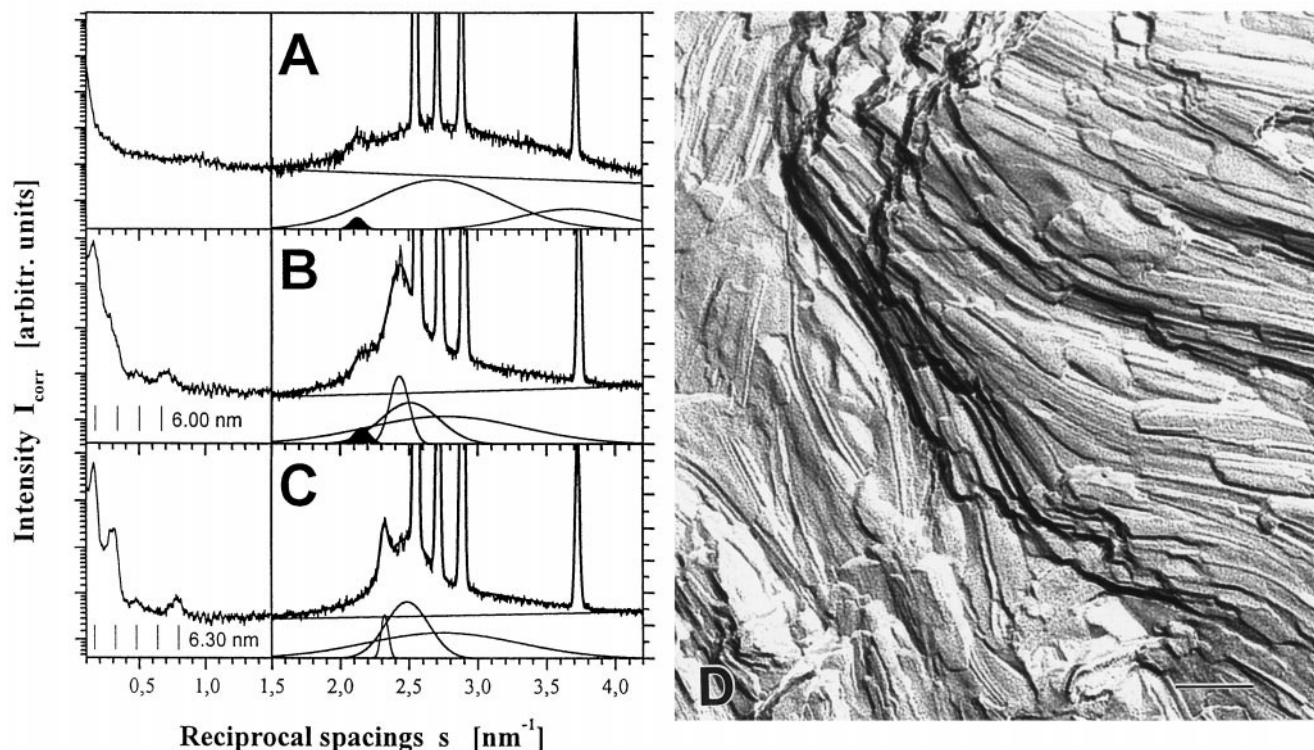 Intensity I_corr [arbitr. units]
A
B
6.00 nm
C
6.30 nm
0,5 1,0 1,5 2,0 2,5 3,0 3,5 4,0
Reciprocal spacings s [nm⁻¹]
D